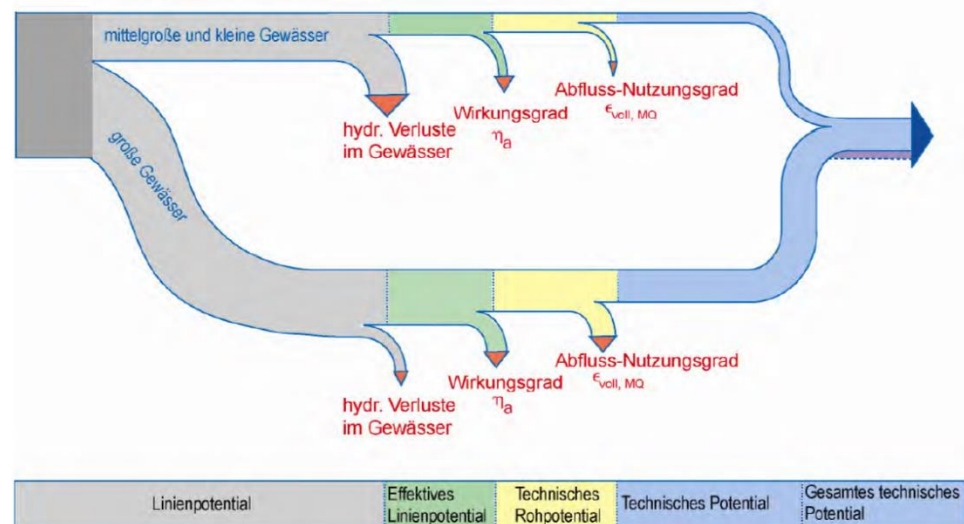 mittelgroße und kleine Gewässer
hydr. Verluste
im Gewässer
Wirkungsgrad
ηa
Abfluss-Nutzungsgrad
ϵvoll, MQ
große Gewässer
hydr. Verluste
im Gewässer
Wirkungsgrad
ηa
Abfluss-Nutzungsgrad
ϵvoll, MQ
Linienpotential
Effektives
Linienpotential
Technisches
Rohpotential
Technisches Potential
Gesamtes technisches
Potential